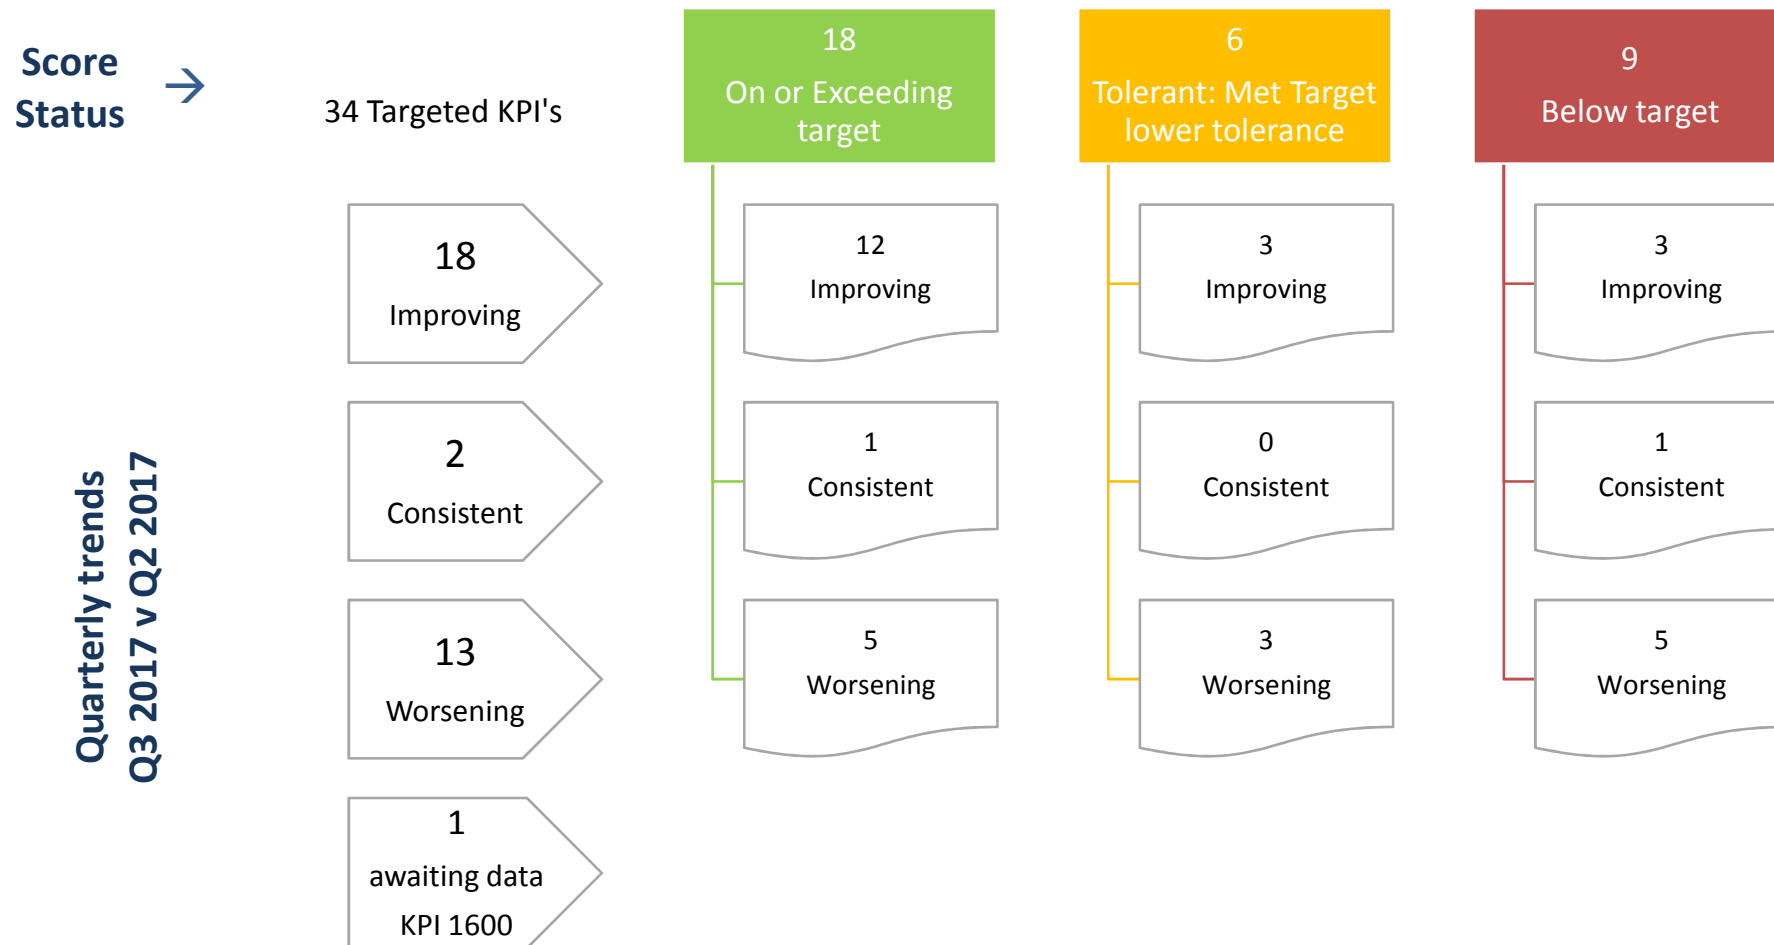 Score
Status
→
34 Targeted KPI's
18
On or Exceeding
target
6
Tolerant: Met Target
lower tolerance
9
Below target
Quarterly trends
Q3 2017 v Q2 2017
18
Improving
12
Improving
3
Improving
3
Improving
2
Consistent
1
Consistent
0
Consistent
1
Consistent
13
Worsening
5
Worsening
3
Worsening
5
Worsening
1
awaiting data
KPI 1600